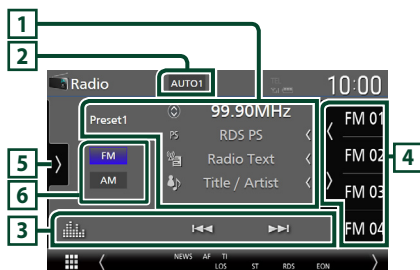 1
2
Radio AUTO1 TEL 10:00
Preset1 99.90MHz FM 01
PS RDS PS
5 FM Radio Text FM 02 4
6 AM Title / Artist FM 03
3 FM 04
NEWS AF TI
LOS ST RDS EON